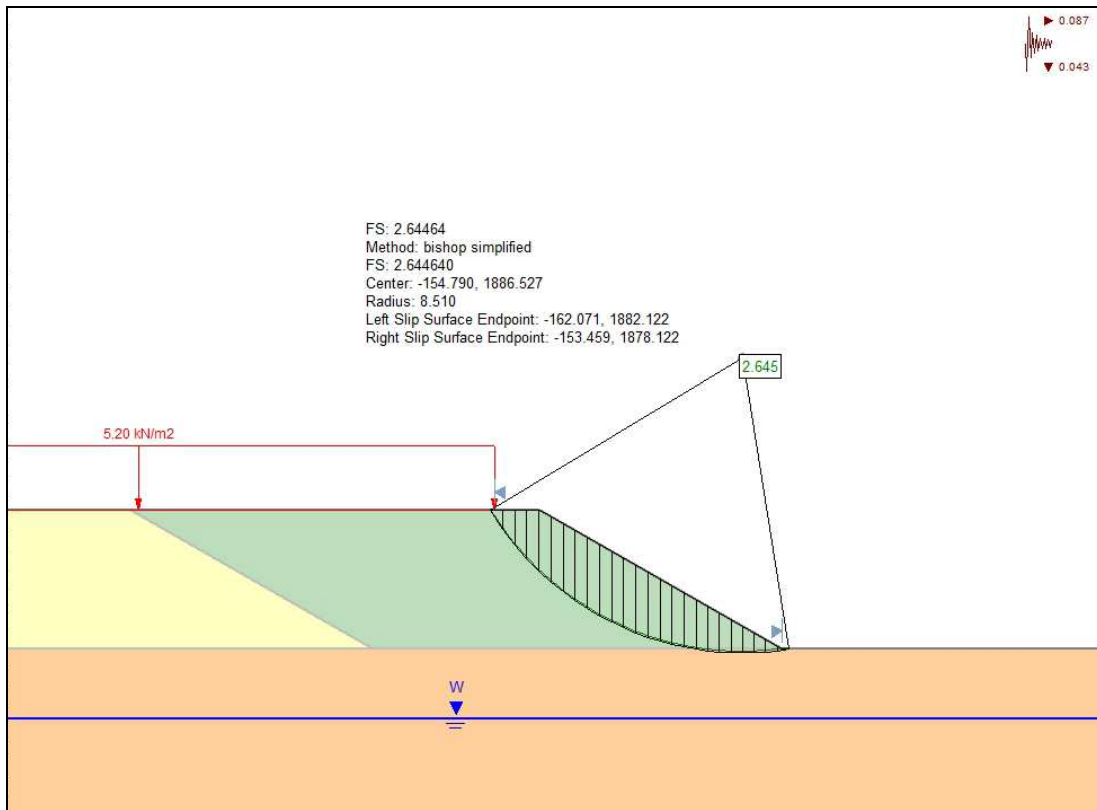 ► 0.087
▼ 0.043
FS: 2.64464
Method: bishop simplified
FS: 2.644640
Center: -154.790, 1886.527
Radius: 8.510
Left Slip Surface Endpoint: -162.071, 1882.122
Right Slip Surface Endpoint: -153.459, 1878.122
2.645
5.20 kN/m2
W